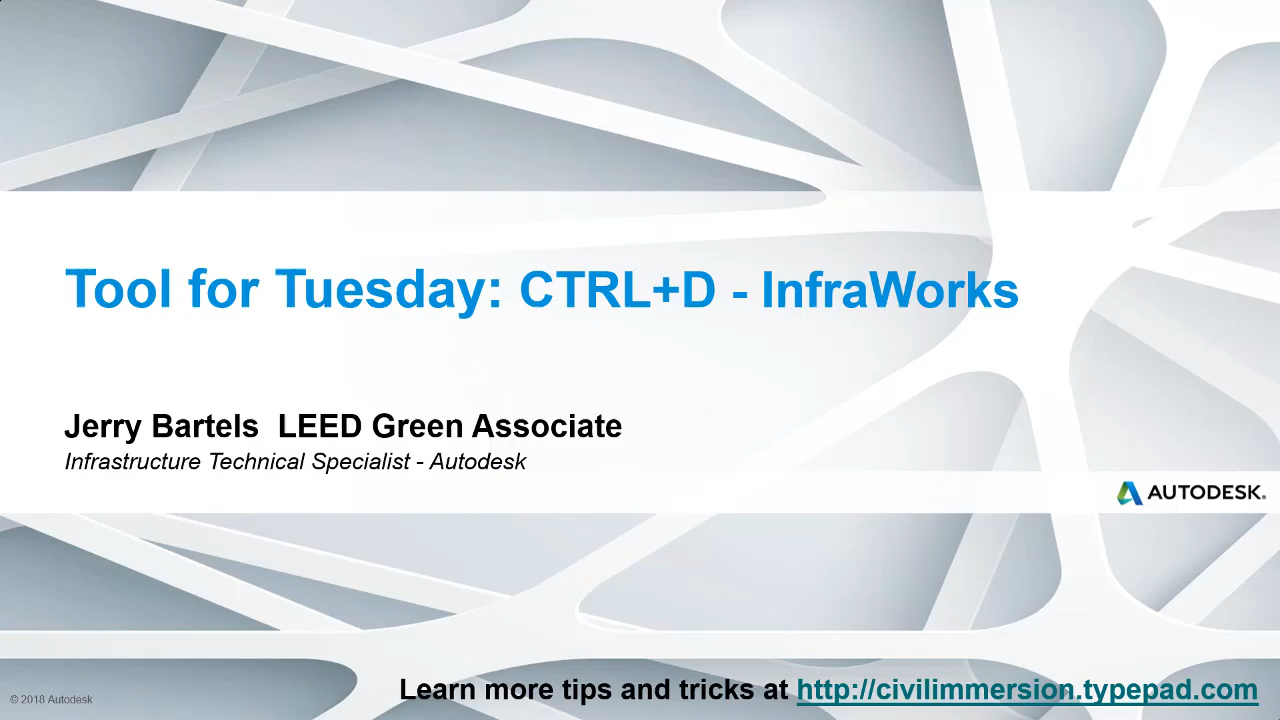 Tool for Tuesday: CTRL+D - InfraWorks
Jerry Bartels  LEED Green Associate
Infrastructure Technical Specialist - Autodesk
AUTODESK.
Learn more tips and tricks at http://civilimmersion.typepad.com
© 2018 Autodesk